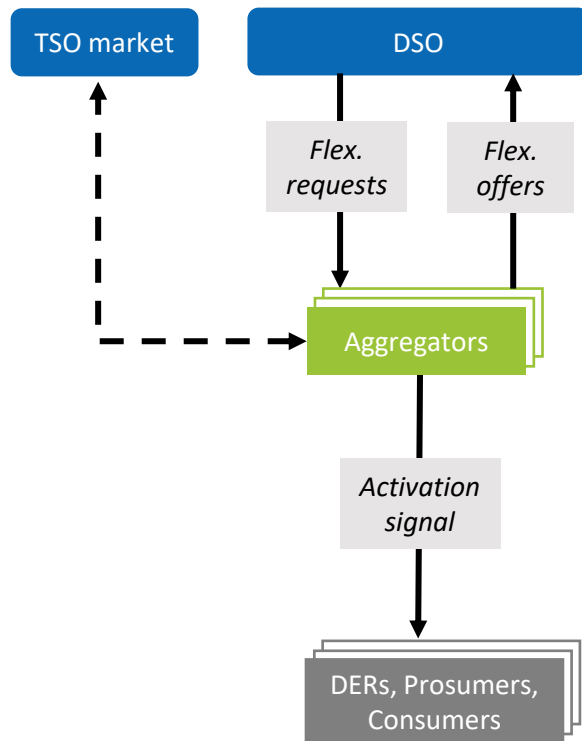 TSO market
DSO
Flex.
requests
Flex.
offers
Aggregators
Activation
signal
DERs, Prosumers,
Consumers